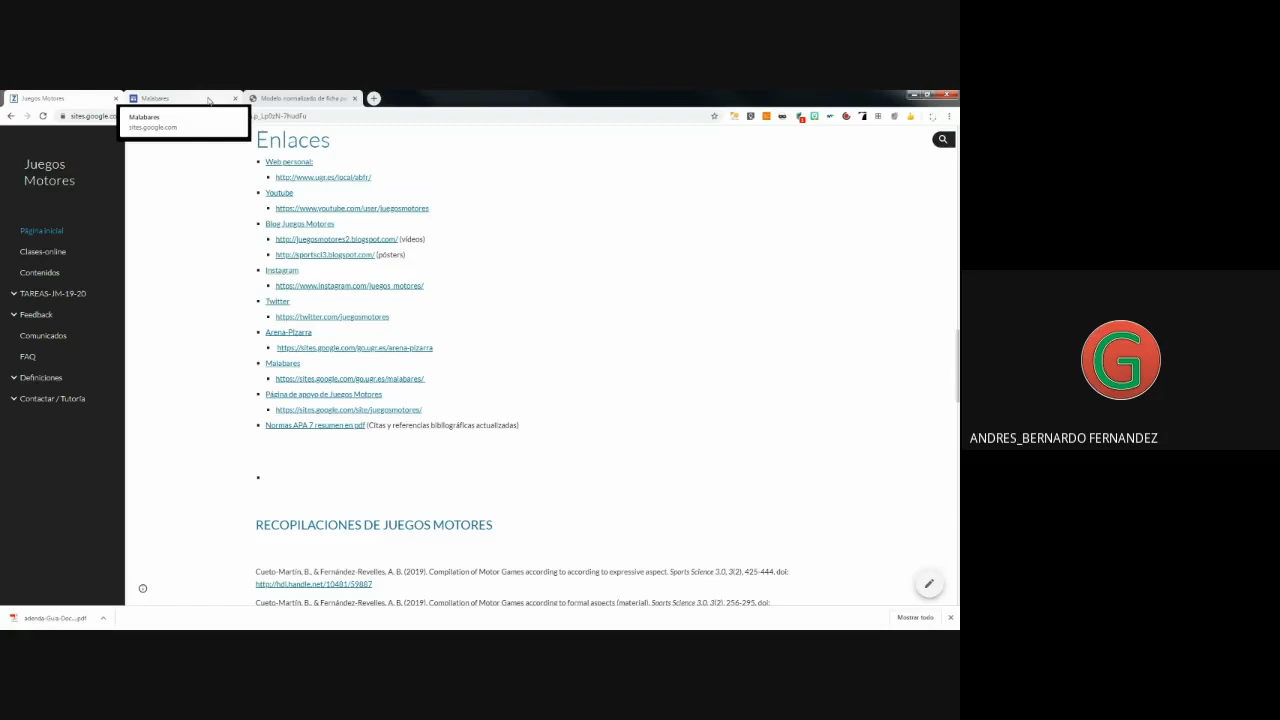 Juegos Motores
Malabares
Modelo normalizado de ficha pa
sites.google.co
p_Lp0zN-7hudFu
Malabares
sites.google.com
Juegos
Motores
Página inicial
Clases-online
Contenidos
TAREAS-JM-19-20
Feedback
Comunicados
FAQ
Definiciones
Contactar / Tutoría
Enlaces
Web personal:
http://www.ugr.es/local/abfr/
Youtube
https://www.youtube.com/user/juegosmotores
Blog Juegos Motores
http://juegosmotores2.blogspot.com/ (vídeos)
http://sportsci3.blogspot.com/ (pósters)
Instagram
https://www.instagram.com/juegos_motores/
Twitter
https://twitter.com/juegosmotores
Arena-Pizarra
https://sites.google.com/go.ugr.es/arena-pizarra
Malabares
https://sites.google.com/go.ugr.es/malabares/
Página de apoyo de Juegos Motores
https://sites.google.com/site/juegosmotores/
Normas APA 7 resumen en pdf (Citas y referencias bibliográficas actualizadas)
RECOPILACIONES DE JUEGOS MOTORES
Cueto-Martín, B., & Fernández-Revelles, A. B. (2019). Compilation of Motor Games according to according to expressive aspect. Sports Science 3.0, 3(2), 425-444. doi:
http://hdl.handle.net/10481/59887
Cueto-Martín, B., & Fernández-Revelles, A. B. (2019). Compilation of Motor Games according to formal aspects (material). Sports Science 3.0, 3(2), 256-295. doi:
adenda-Guia-Doc....pdf
Mostrar todo
G
ANDRES_BERNARDO FERNANDEZ